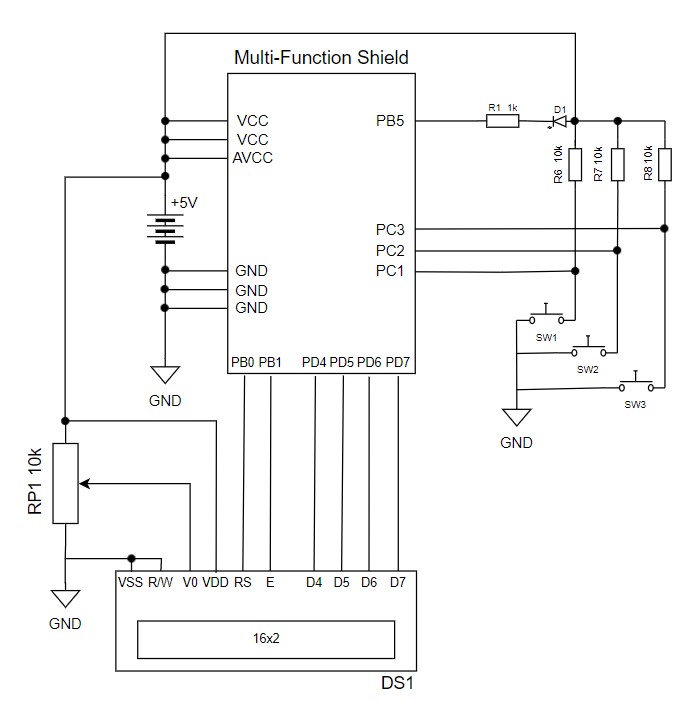 Multi-Function Shield
VCC
VCC
AVCC
PB5
R1 1k
D1
R6 10k
R7 10k
R8 10k
+5V
PC3
PC2
PC1
GND
GND
GND
SW1
SW2
SW3
PB0 PB1 PD4 PD5 PD6 PD7
GND
GND
RP1 10k
GND
VSS R/W V0 VDD RS E D4 D5 D6 D7
16x2
DS1